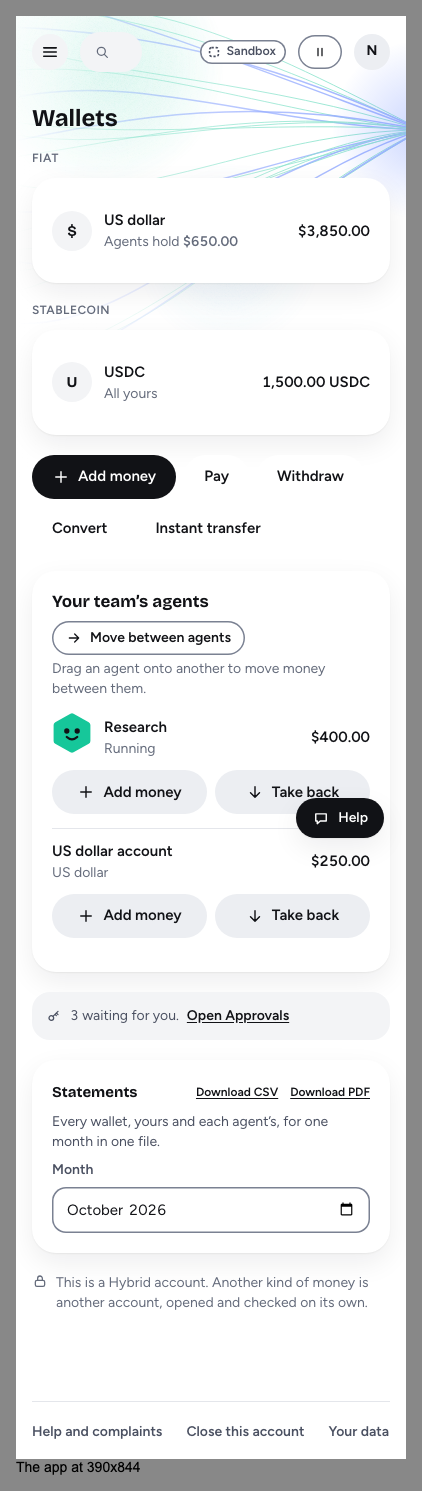 Sandbox
N
Wallets
FIAT
$
US dollar
Agents hold $650.00
$3,850.00
STABLECOIN
U
USDC
All yours
1,500.00 USDC
Add money
Pay
Withdraw
Convert
Instant transfer
Your team’s agents
Move between agents
Drag an agent onto another to move money
between them.
Research
Running
$400.00
Add money
Take back
Help
US dollar account
US dollar
$250.00
Add money
Take back
3 waiting for you. Open Approvals
Statements
Download CSV
Download PDF
Every wallet, yours and each agent’s, for one
month in one file.
Month
October 2026
This is a Hybrid account. Another kind of money is
another account, opened and checked on its own.
Help and complaints
Close this account
Your data
The app at 390x844